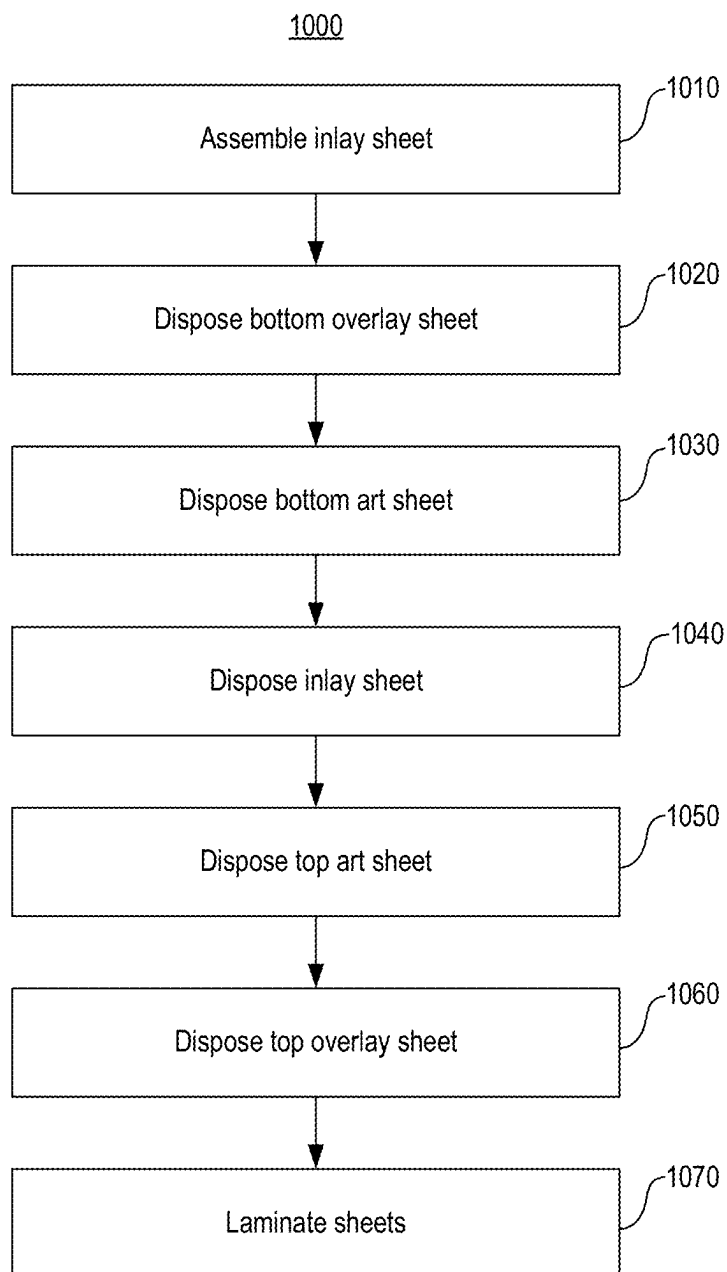 1000
1010
Assemble inlay sheet
1020
Dispose bottom overlay sheet
1030
Dispose bottom art sheet
1040
Dispose inlay sheet
1050
Dispose top art sheet
1060
Dispose top overlay sheet
1070
Laminate sheets